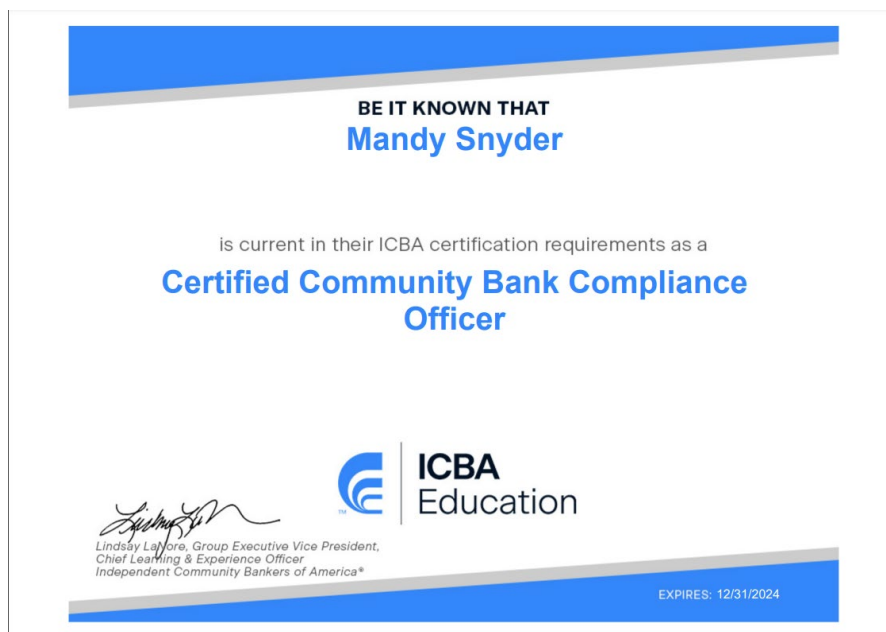 BE IT KNOWN THAT
Mandy Snyder
is current in their ICBA certification requirements as a
Certified Community Bank Compliance
Officer
ICBA
Education
TM
Lindsay LaNore, Group Executive Vice President,
Chief Learning & Experience Officer
Independent Community Bankers of America®
EXPIRES: 12/31/2024